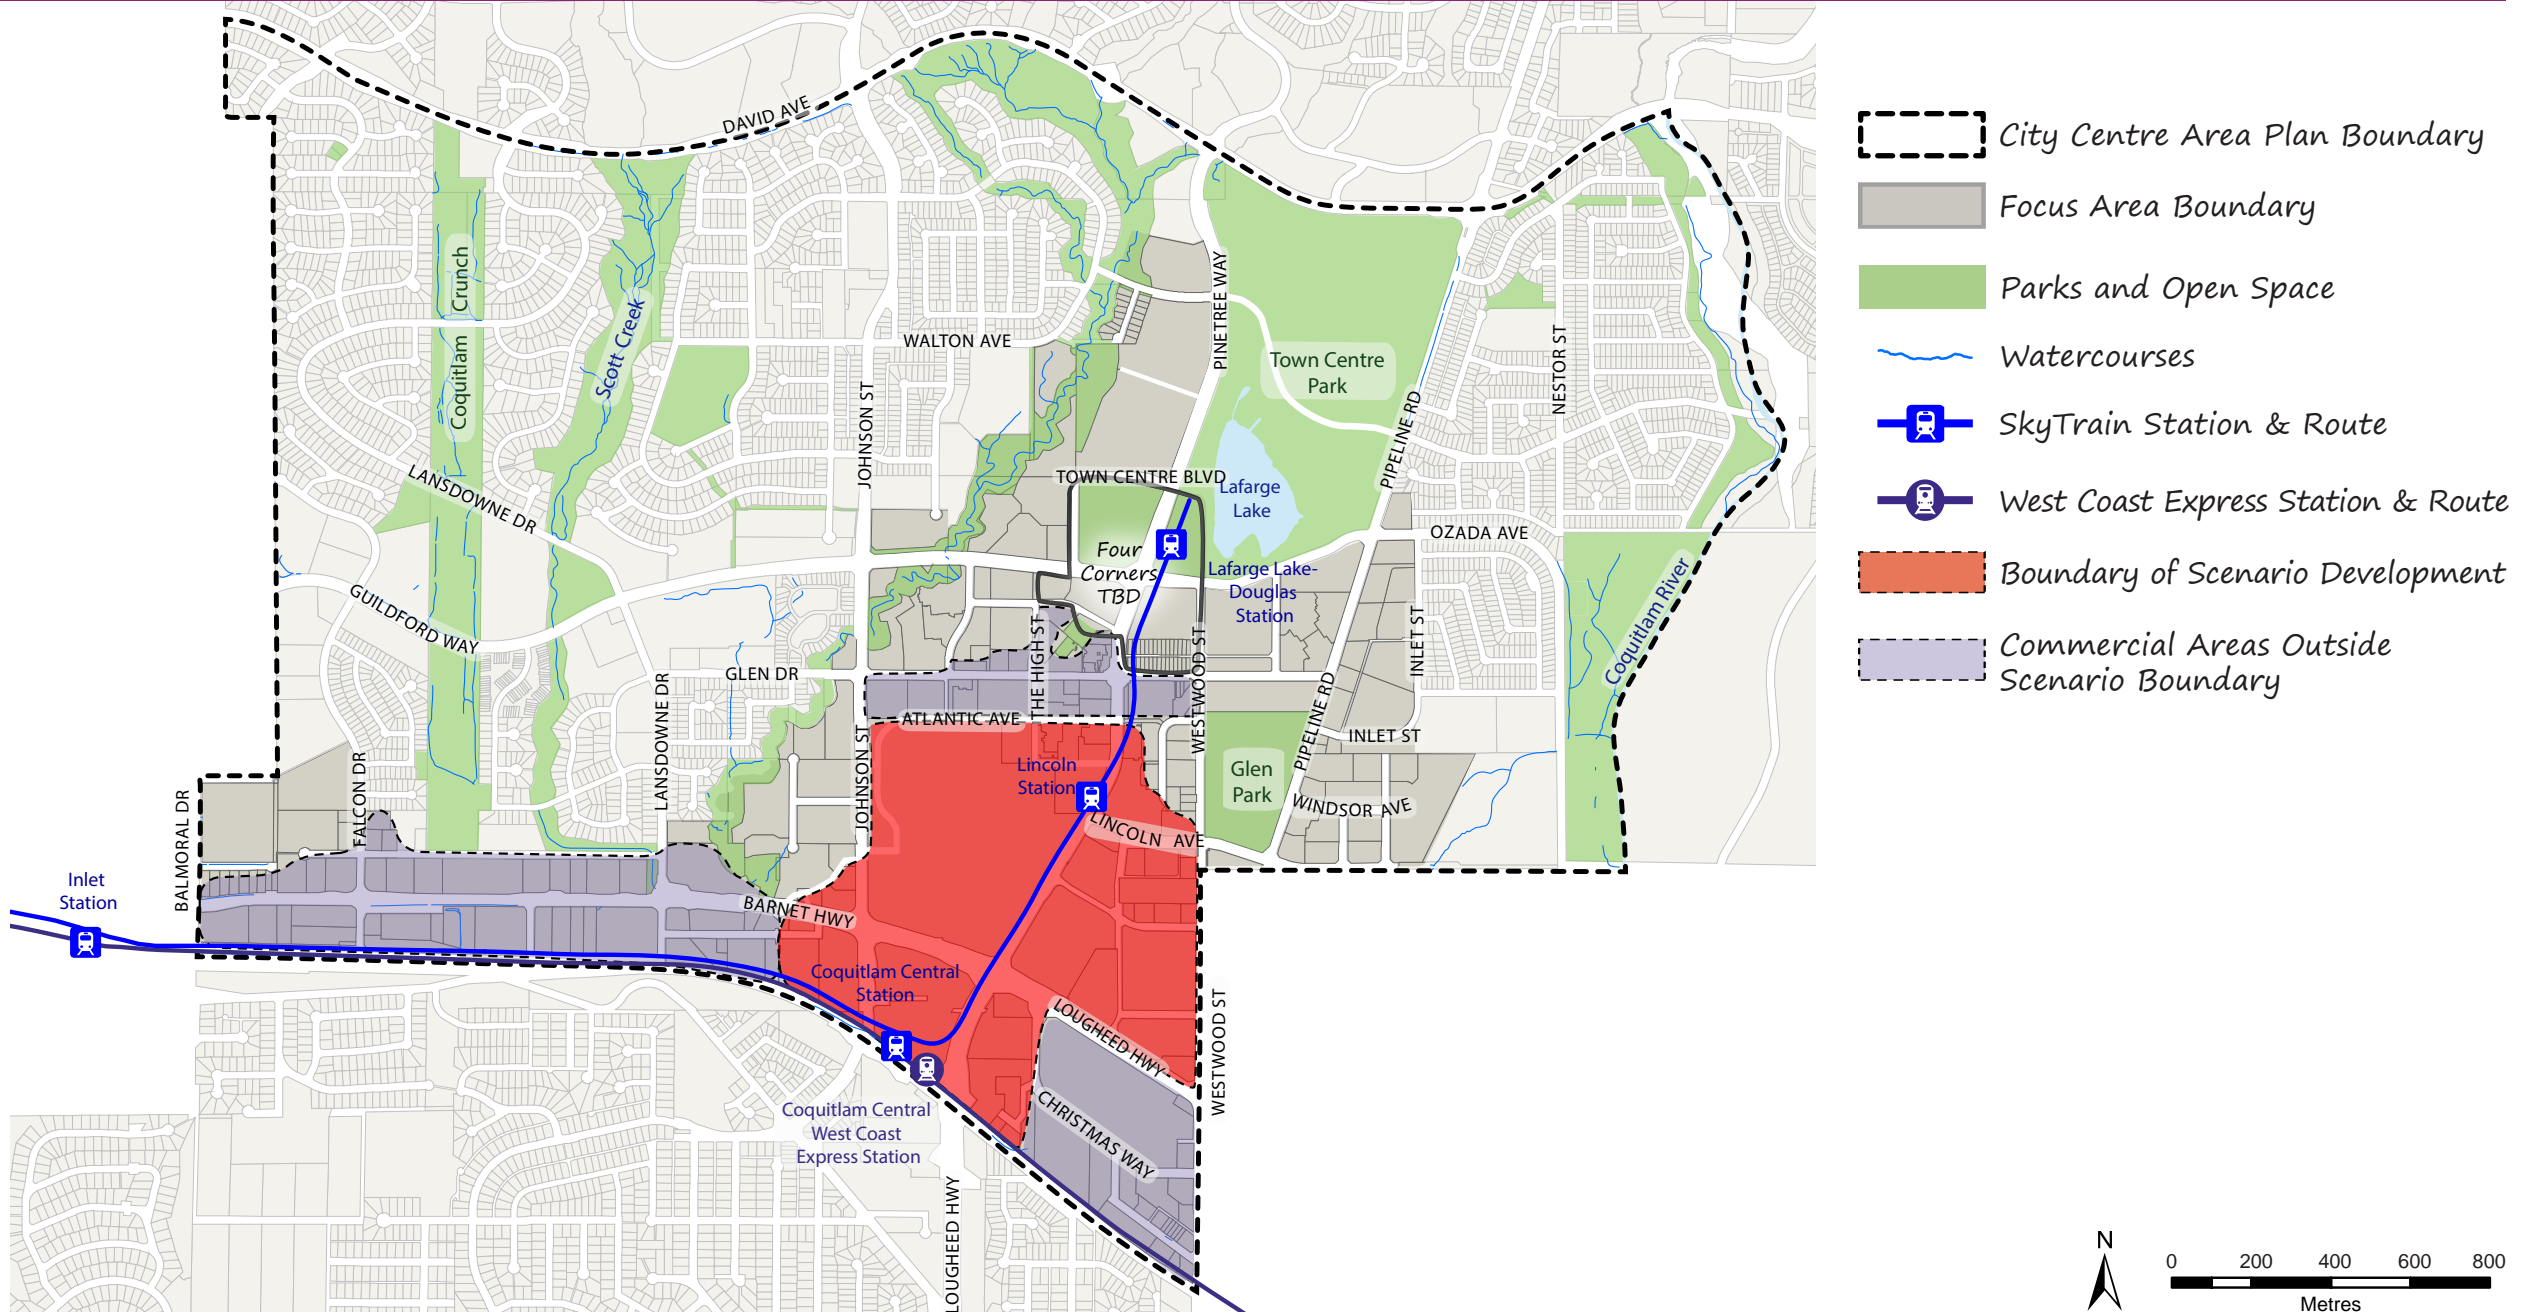 DAVID AVE
Coquitlam Crunch
Scott Creek
WALTON AVE
JOHNSON ST
PINETREE WAY
Town Centre
Park
PIPELINE RD
NESTOR ST
LANSDOWNE DR
TOWN CENTRE BLVD
Lafarge
Lake
OZADA AVE
Four
Corners
TBD
Lafarge Lake-
Douglas
Station
GUILDFORD WAY
Coquitlam River
INLET ST
THE HIGH ST
WESTWOOD ST
GLEN DR
LANSDOWNE DR
ATLANTIC AVE
PIPELINE RD
INLET ST
JOHNSON ST
Lincoln
Station
Glen
Park
WINDSOR AVE
FALCON DR
BALMORAL DR
LINCOLN AVE
Inlet
Station
BARNET HWY
Coquitlam Central
Station
LOUGHEED HWY
WESTWOOD ST
CHRISTMAS WAY
Coquitlam Central
West Coast
Express Station
LOUGHEED HWY
City Centre Area Plan Boundary
Focus Area Boundary
Parks and Open Space
Watercourses
SkyTrain Station & Route
West Coast Express Station & Route
Boundary of Scenario Development
Commercial Areas Outside
Scenario Boundary
N
0 200 400 600 800
Metres